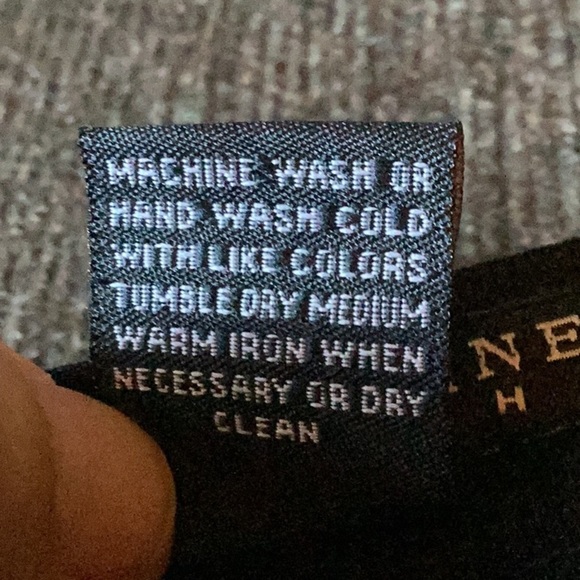 MACHINE WASH OR
HAND WASH COLD
WITH LIKE COLORS
TUMBLE DRY MEDIUM
WARM IRON WHEN
NECESSARY OR DRY
CLEAN
NE
H